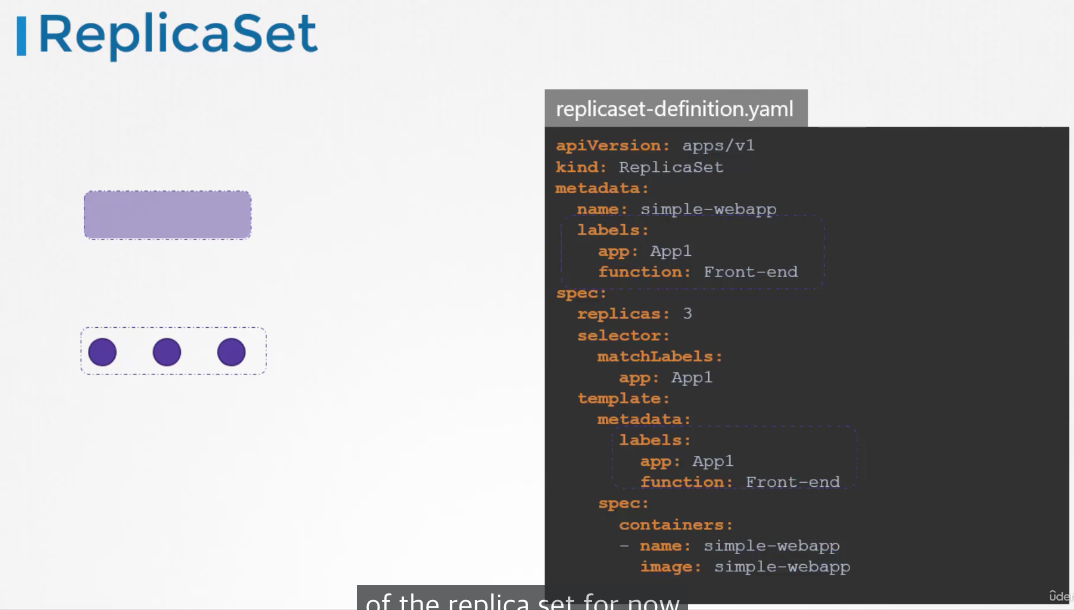 ReplicaSet
replicaset-definition.yaml
apiVersion: apps/v1
kind: ReplicaSet
metadata:
  name: simple-webapp
  labels:
    app: App1
    function: Front-end
spec:
  replicas: 3
  selector:
    matchLabels:
      app: App1
  template:
    metadata:
      labels:
        app: App1
        function: Front-end
    spec:
      containers:
      - name: simple-webapp
        image: simple-webapp
of the replica set for now